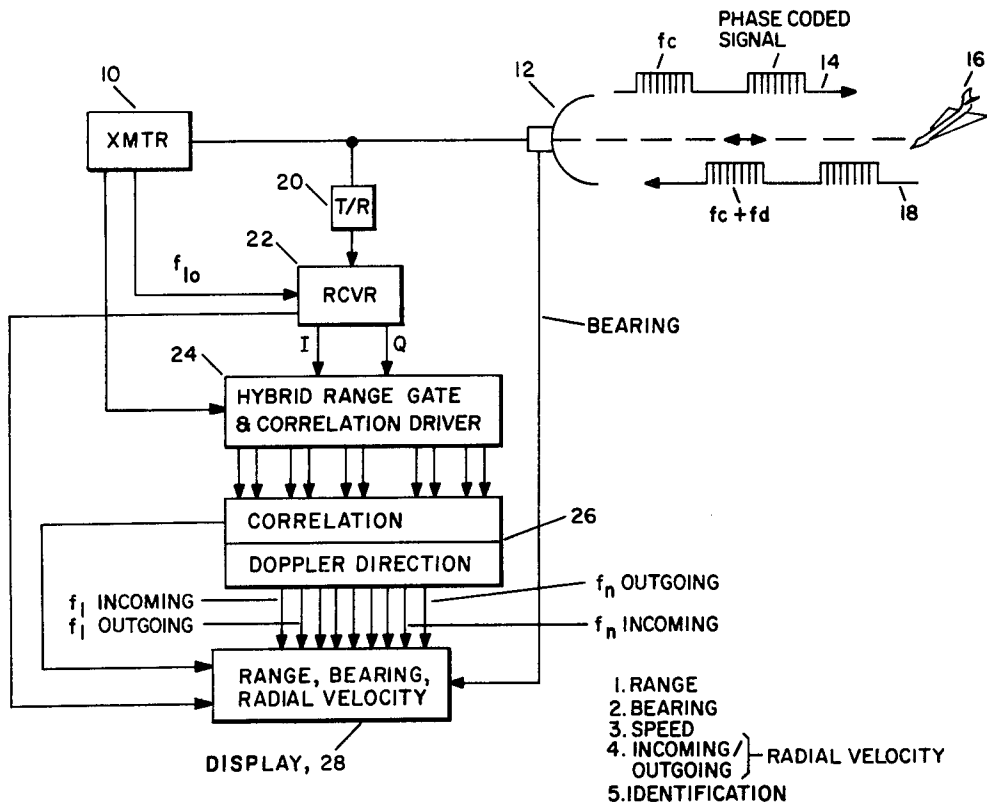 PHASE CODED
SIGNAL
fc
10
12
14
16
XMTR
20
T/R
fc + fd
18
22
f lo
RCVR
BEARING
I
Q
24
HYBRID RANGE GATE
& CORRELATION DRIVER
CORRELATION
26
DOPPLER DIRECTION
f1 INCOMING
f1 OUTGOING
fn OUTGOING
fn INCOMING
RANGE, BEARING,
RADIAL VELOCITY
DISPLAY, 28
1. RANGE
2. BEARING
3. SPEED
4. INCOMING/
OUTGOING
RADIAL VELOCITY
5. IDENTIFICATION